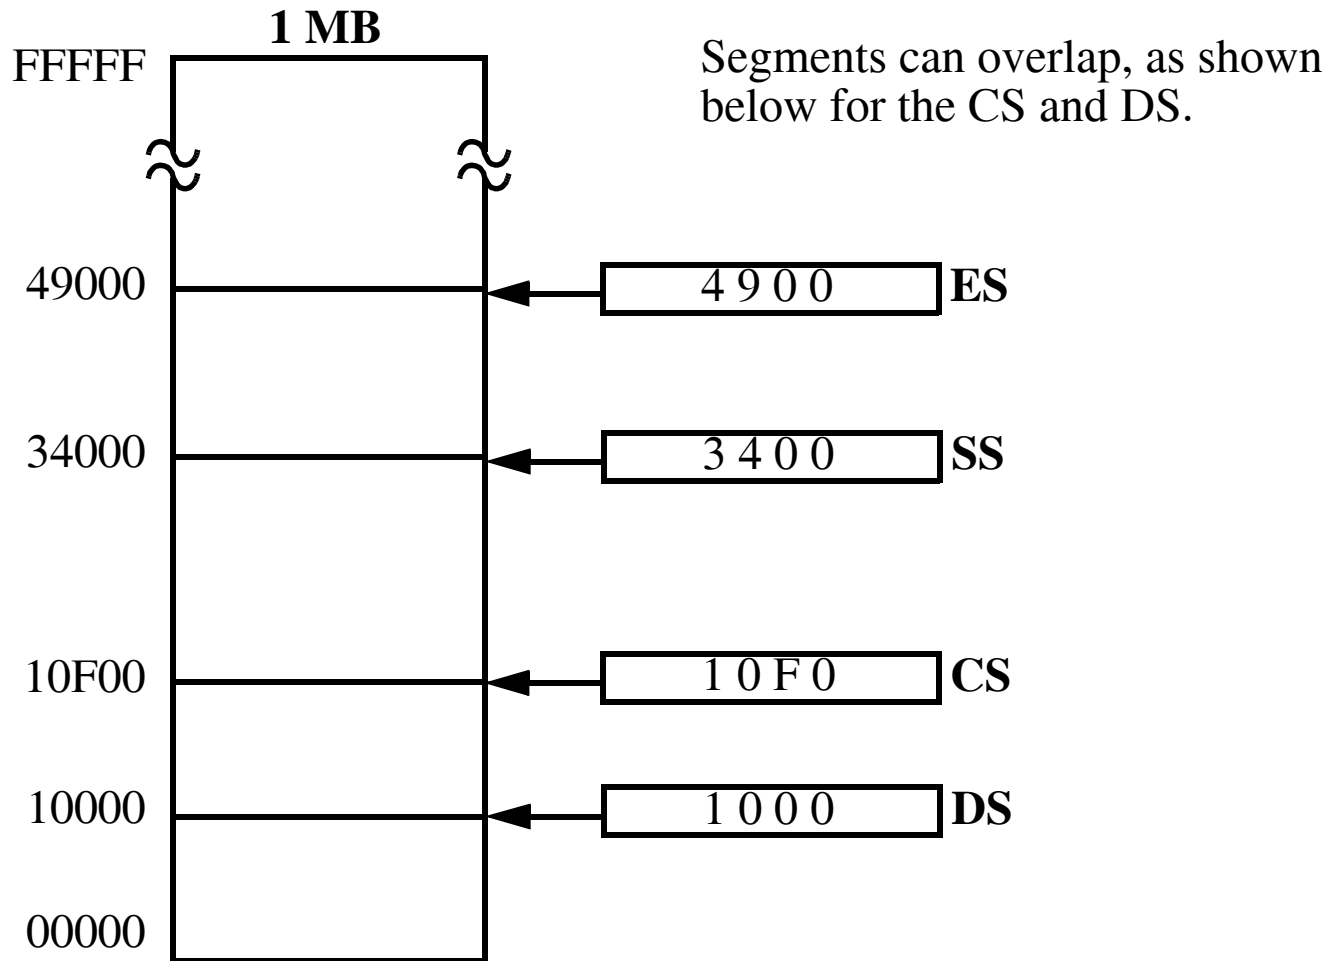 1 MB
FFFFF
Segments can overlap, as shown
below for the CS and DS.
49000
4 9 0 0
ES
34000
3 4 0 0
SS
10F00
1 0 F 0
CS
10000
1 0 0 0
DS
00000